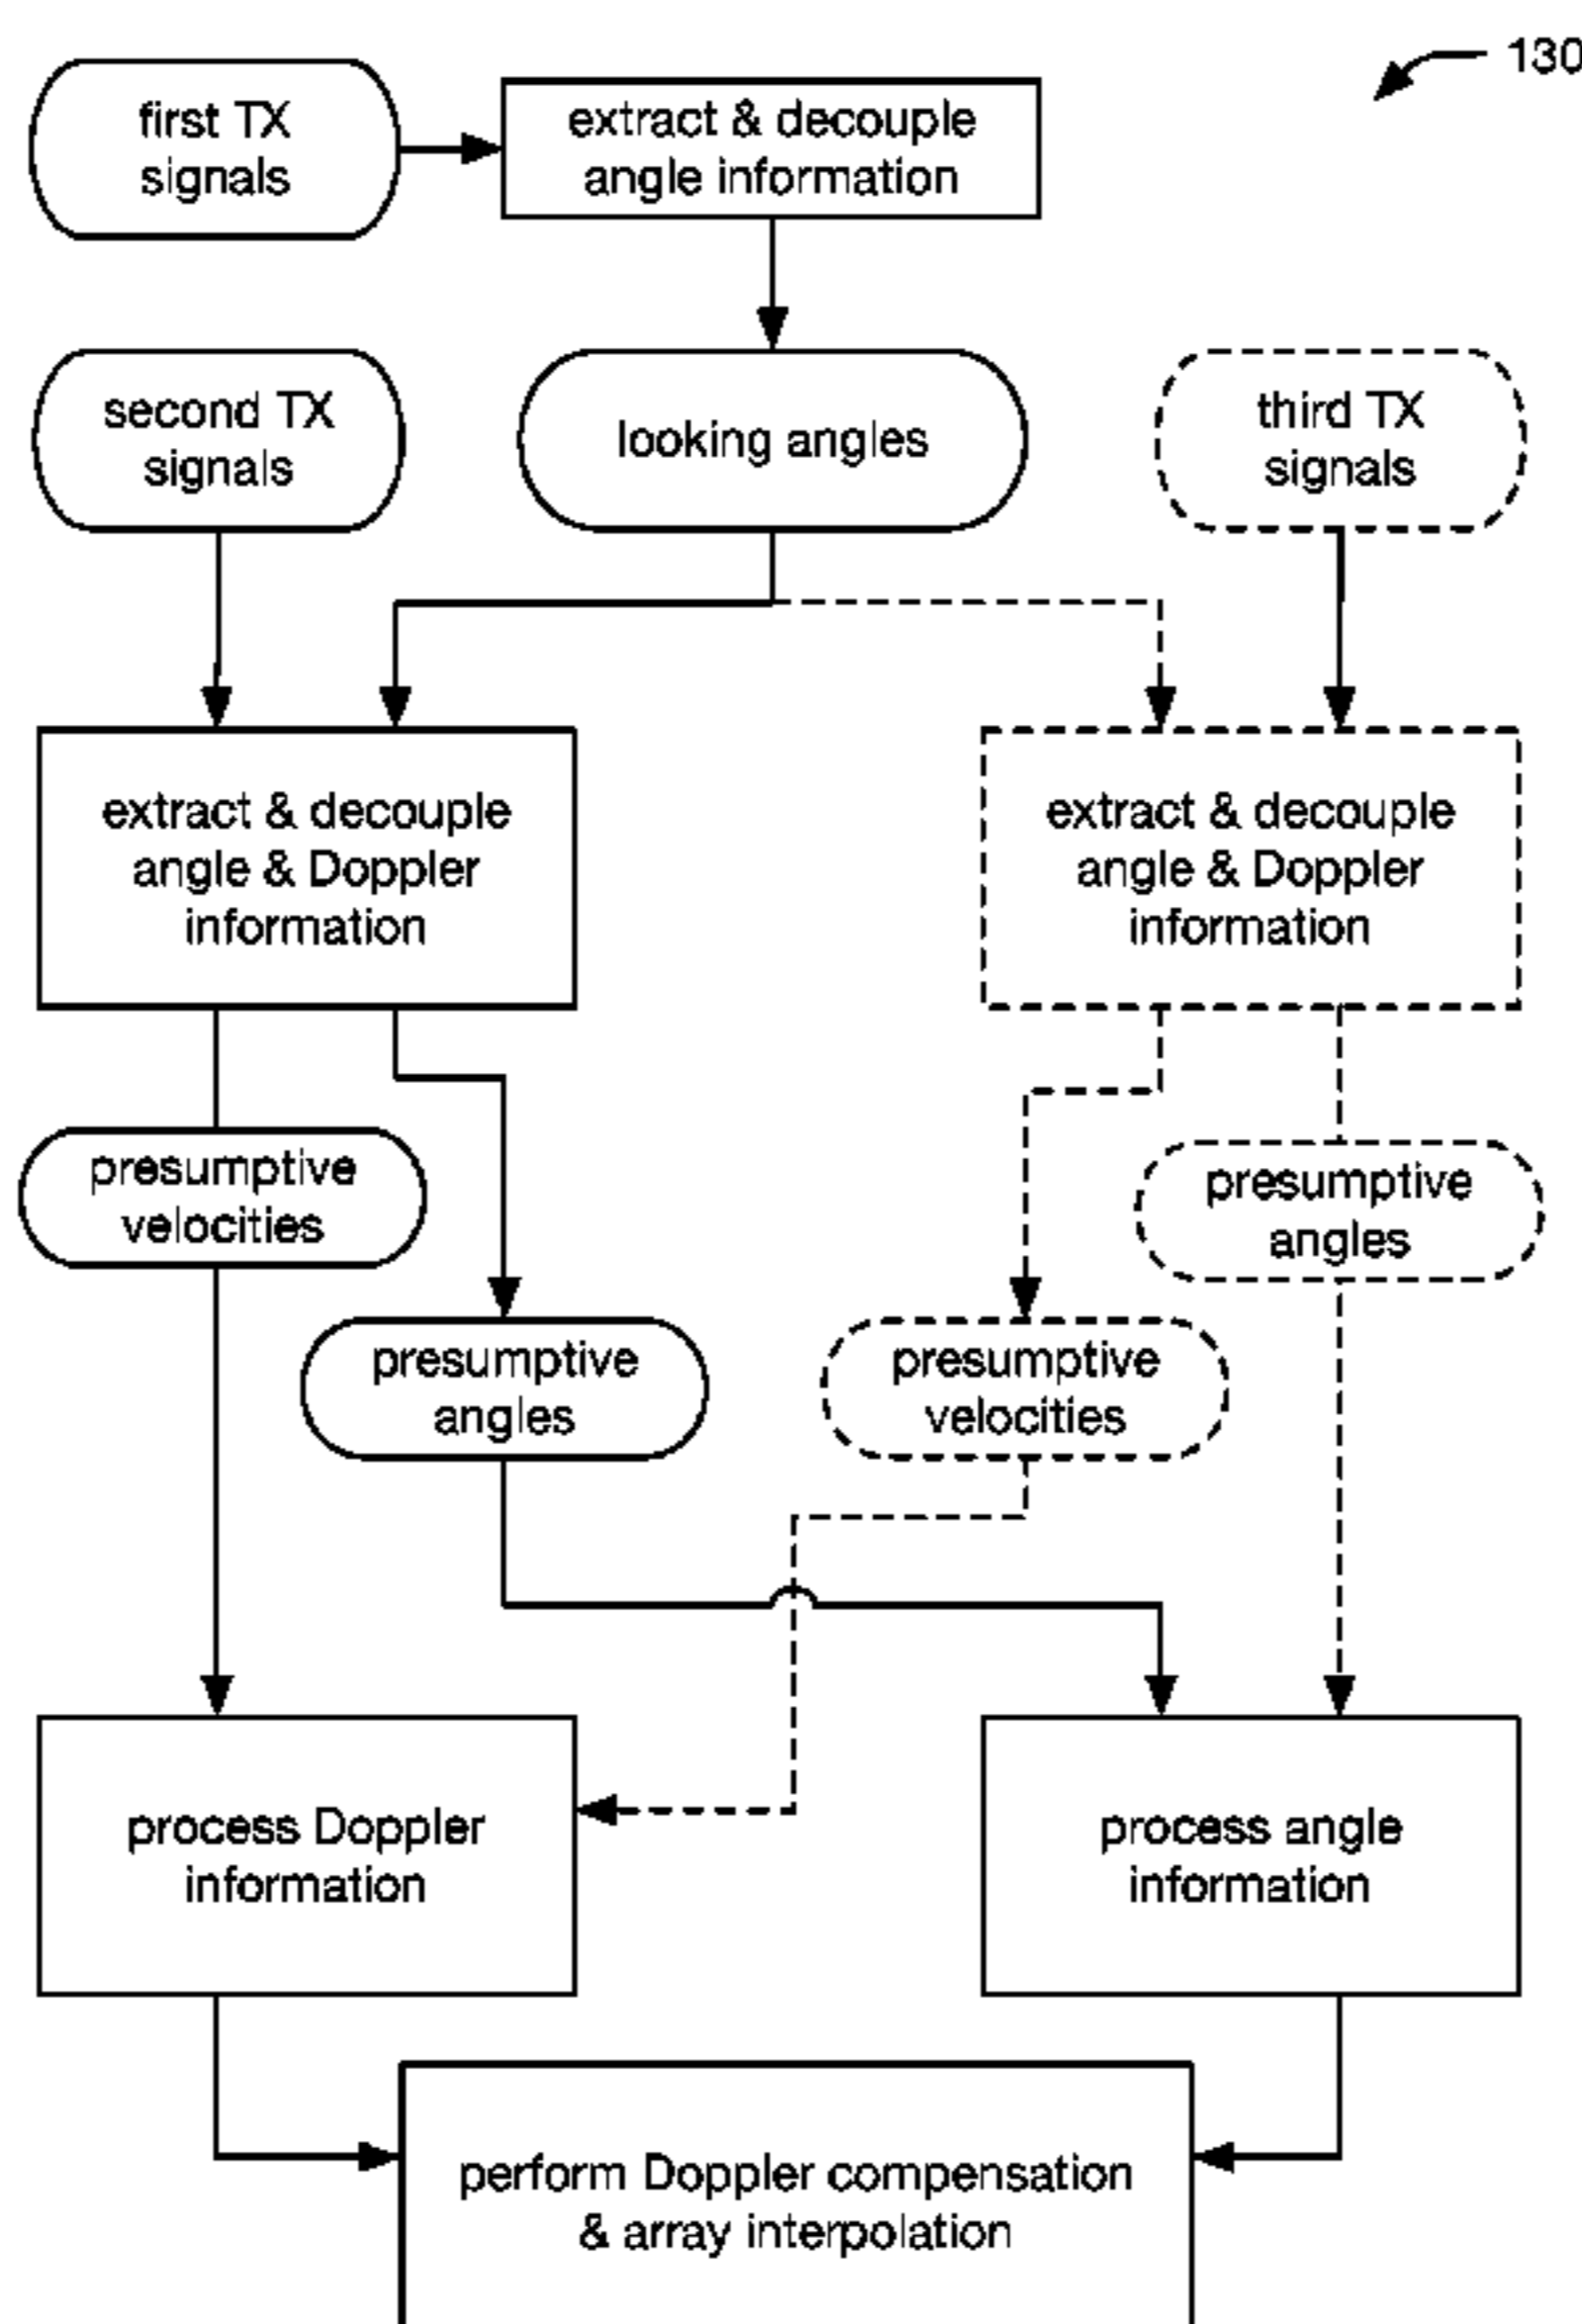 130
first TX
signals
extract & decouple
angle information
second TX
signals
looking angles
third TX
signals
extract & decouple
angle & Doppler
information
extract & decouple
angle & Doppler
information
presumptive
velocities
presumptive
angles
presumptive
angles
presumptive
velocities
process Doppler
information
process angle
information
perform Doppler compensation
& array interpolation